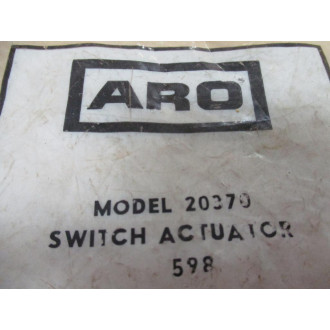 ARO
MODEL 20370
SWITCH ACTUATOR
598